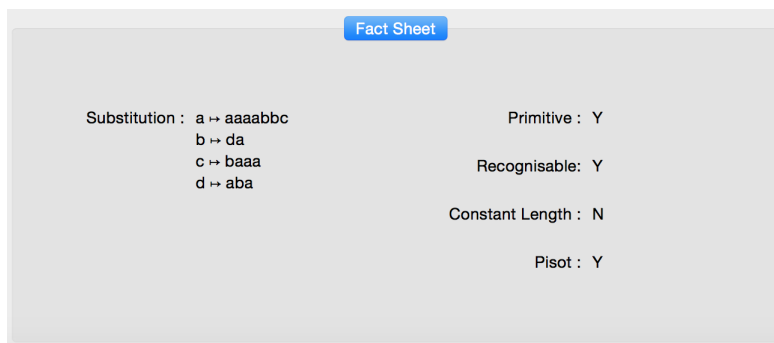 Fact Sheet
Substitution : a ↦ aaaabbc
b ↦ da
c ↦ baaa
d ↦ aba
Primitive : Y
Recognisable: Y
Constant Length : N
Pisot : Y